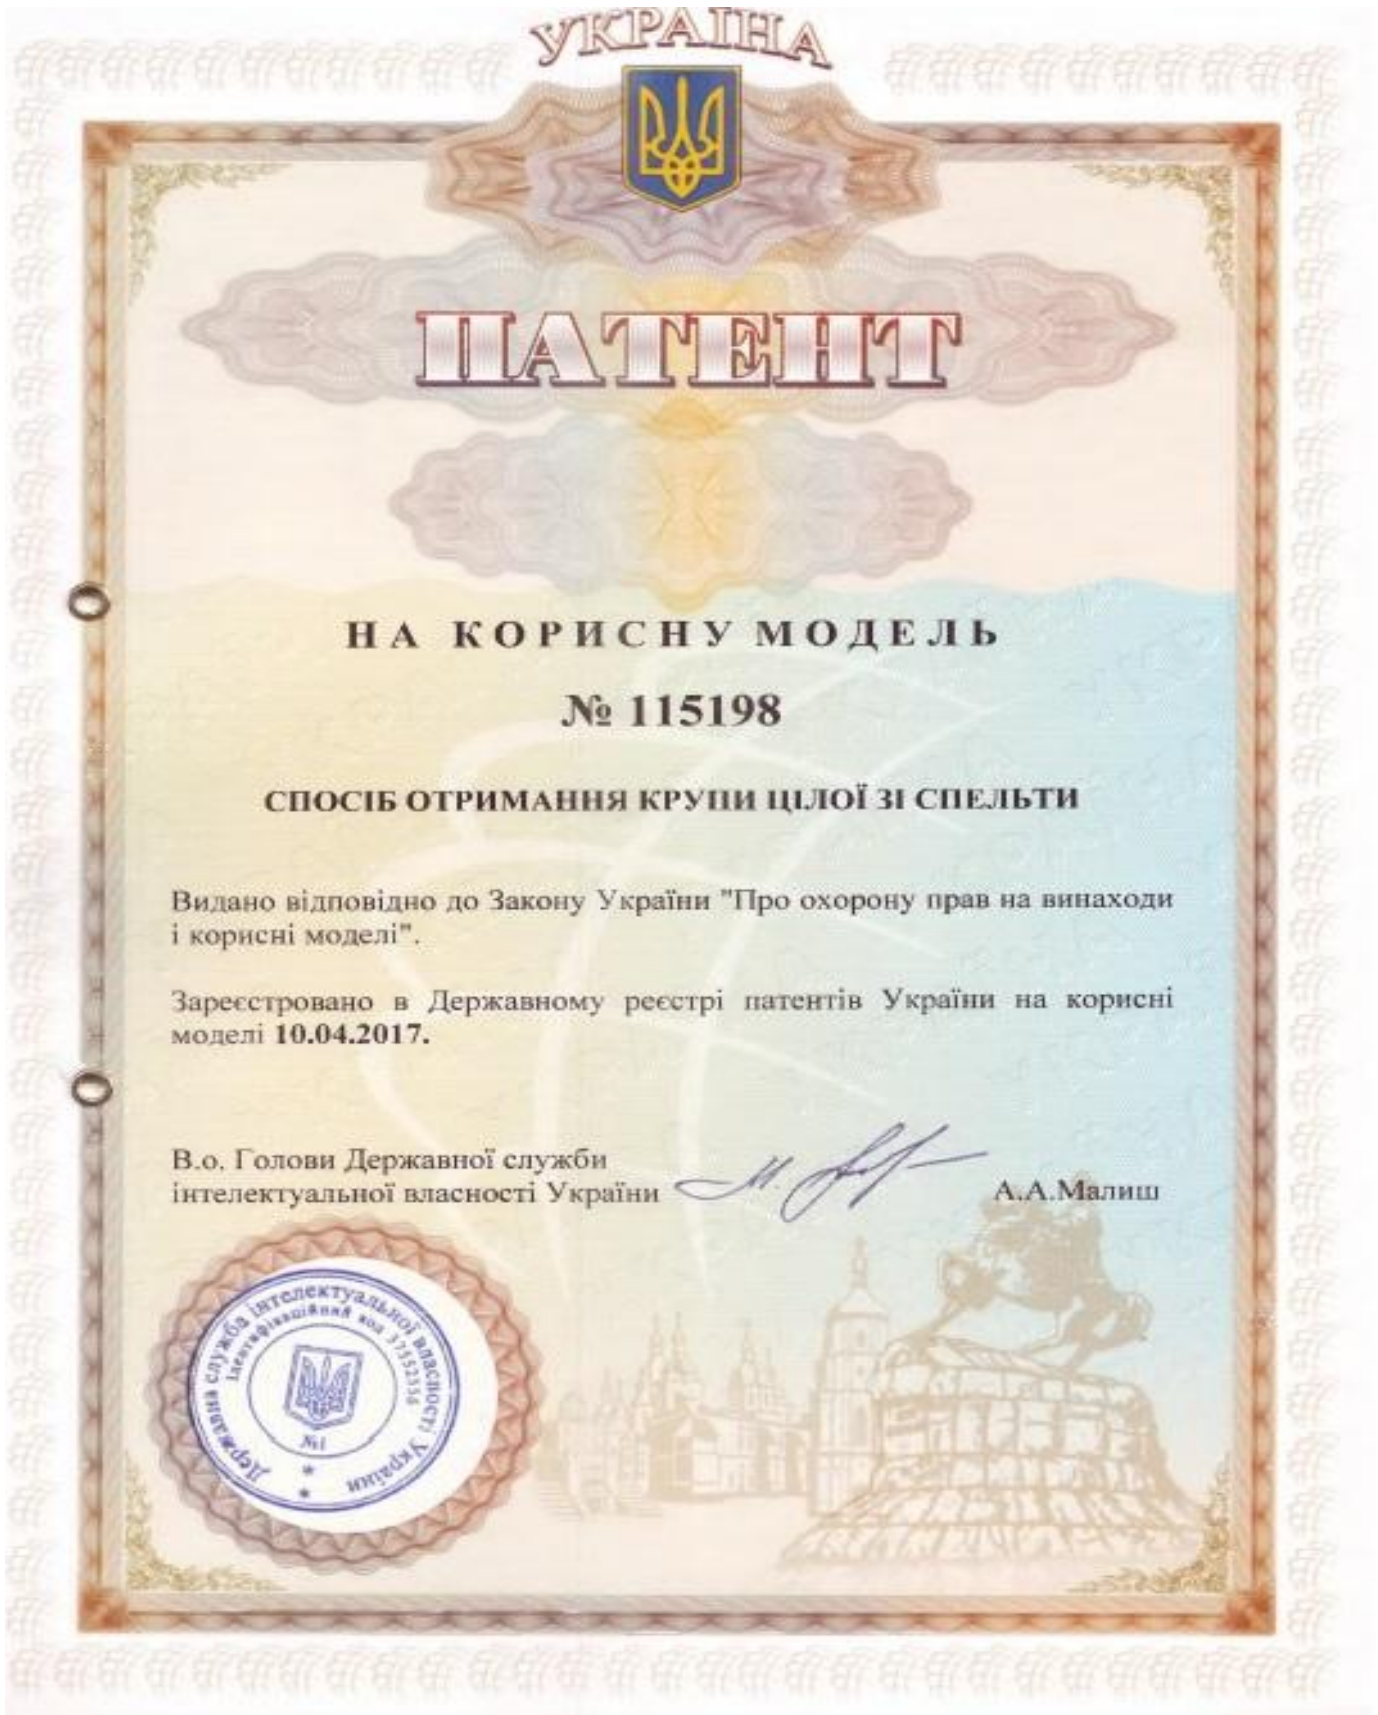 УКРАЇНА
ПАТЕНТ
НА КОРИСНУ МОДЕЛЬ
№ 115198
СПОСІБ ОТРИМАННЯ КРУПИ ЦІЛОЇ ЗІ СПЕЛЬТИ
Видано відповідно до Закону України "Про охорону прав на винаходи
і корисні моделі".
Зареєстровано в Державному реєстрі патентів України на корисні
моделі 10.04.2017.
В.о. Голови Державної служби
інтелектуальної власності України
А.А.Малиш
Державна служба інтелектуальної власності України
Ідентифікаційний код
№1